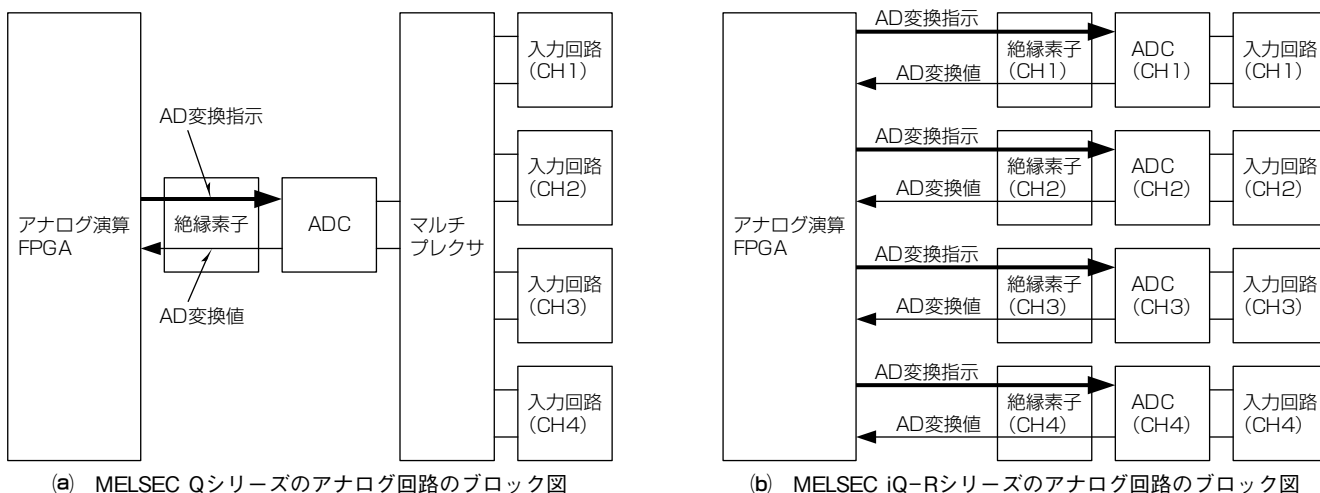 アナログ演算
FPGA
AD変換指示
絶縁素子
AD変換値
ADC
マルチ
プレクサ
入力回路
(CH1)
入力回路
(CH2)
入力回路
(CH3)
入力回路
(CH4)
(a) MELSEC Qシリーズのアナログ回路のブロック図
アナログ演算
FPGA
AD変換指示
AD変換値
絶縁素子
(CH1)
ADC
(CH1)
入力回路
(CH1)
AD変換指示
AD変換値
絶縁素子
(CH2)
ADC
(CH2)
入力回路
(CH2)
AD変換指示
AD変換値
絶縁素子
(CH3)
ADC
(CH3)
入力回路
(CH3)
AD変換指示
AD変換値
絶縁素子
(CH4)
ADC
(CH4)
入力回路
(CH4)
(b) MELSEC iQ-Rシリーズのアナログ回路のブロック図